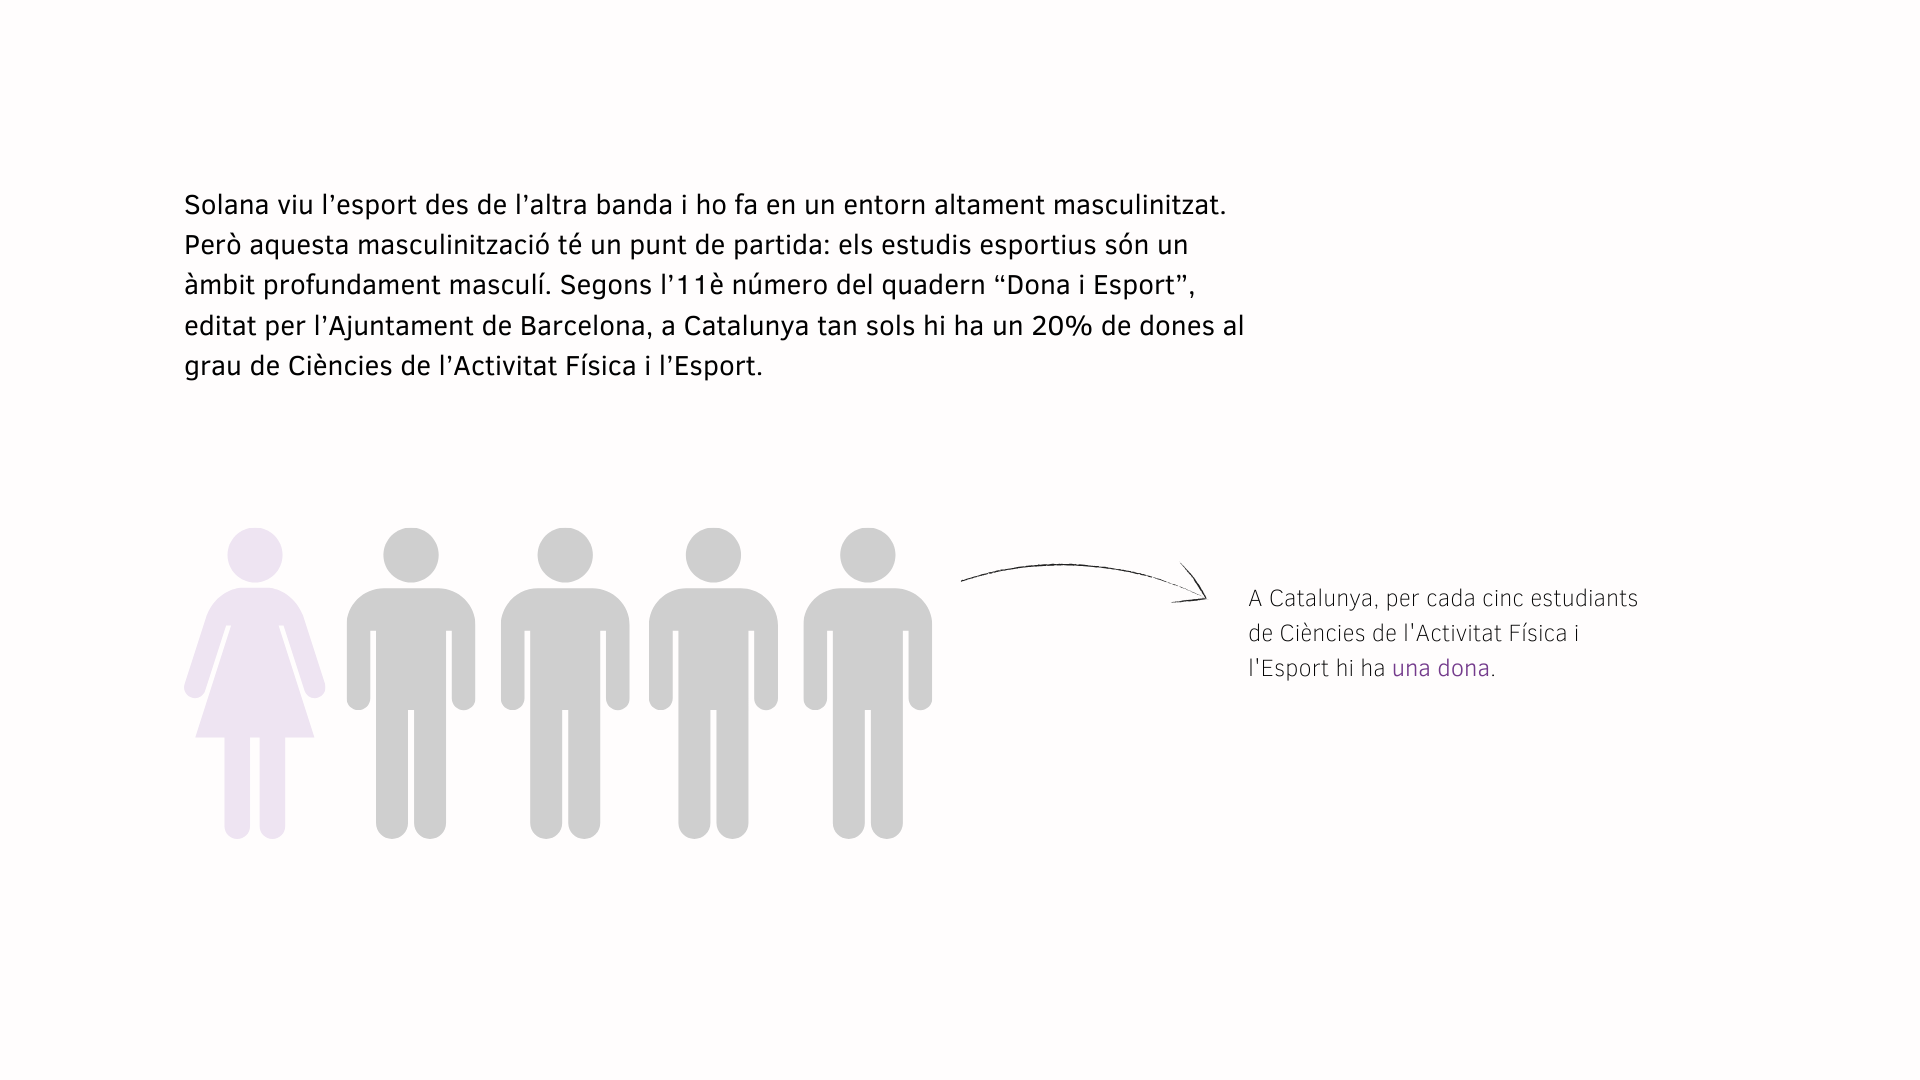 Solana viu l’esport des de l’altra banda i ho fa en un entorn altament masculinitzat.
Però aquesta masculinització té un punt de partida: els estudis esportius són un
àmbit profundament masculí. Segons l’11è número del quadern “Dona i Esport”,
editat per l’Ajuntament de Barcelona, a Catalunya tan sols hi ha un 20% de dones al
grau de Ciències de l’Activitat Física i l’Esport.
A Catalunya, per cada cinc estudiants
de Ciències de l'Activitat Física i
l'Esport hi ha una dona.